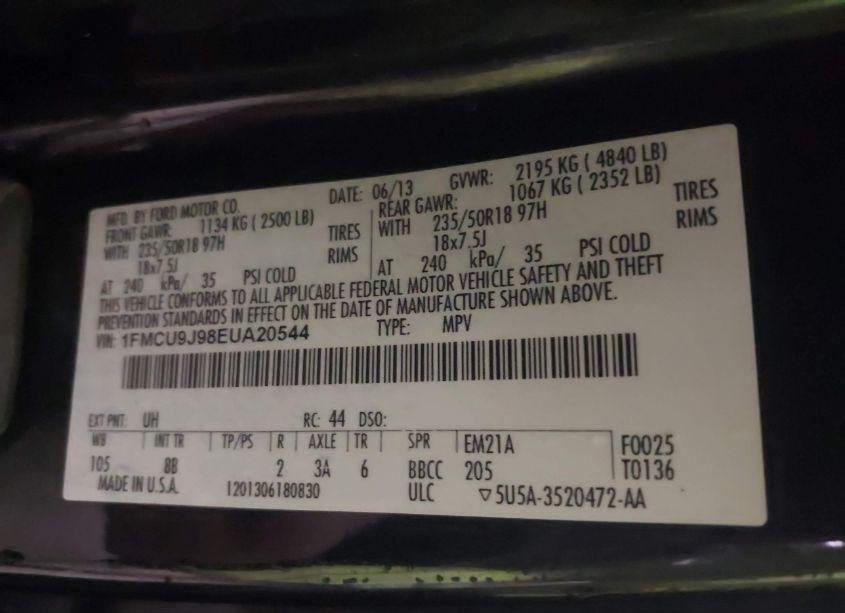 MFD. BY FORD MOTOR CO. DATE: 06/13 GVWR: 2195 KG ( 4840 LB)
FRONT GAWR: 1134 KG ( 2500 LB) REAR GAWR: 1067 KG ( 2352 LB)
WITH 235/50R18 97H TIRES WITH 235/50R18 97H TIRES
18x7.5J RIMS 18x7.5J RIMS
AT 240 kPa/ 35 PSI COLD AT 240 kPa/ 35 PSI COLD
THIS VEHICLE CONFORMS TO ALL APPLICABLE FEDERAL MOTOR VEHICLE SAFETY AND THEFT
PREVENTION STANDARDS IN EFFECT ON THE DATE OF MANUFACTURE SHOWN ABOVE.
VIN: 1FMCU9J98EUA20544 TYPE: MPV
EXT PNT: UH RC: 44 DSO:
WB INT TR TP/PS R AXLE TR SPR EM21A F0025
105 8B 2 3A 6 BBCC 205 T0136
MADE IN U.S.A. 1201306180830 ULC ▽5U5A-3520472-AA